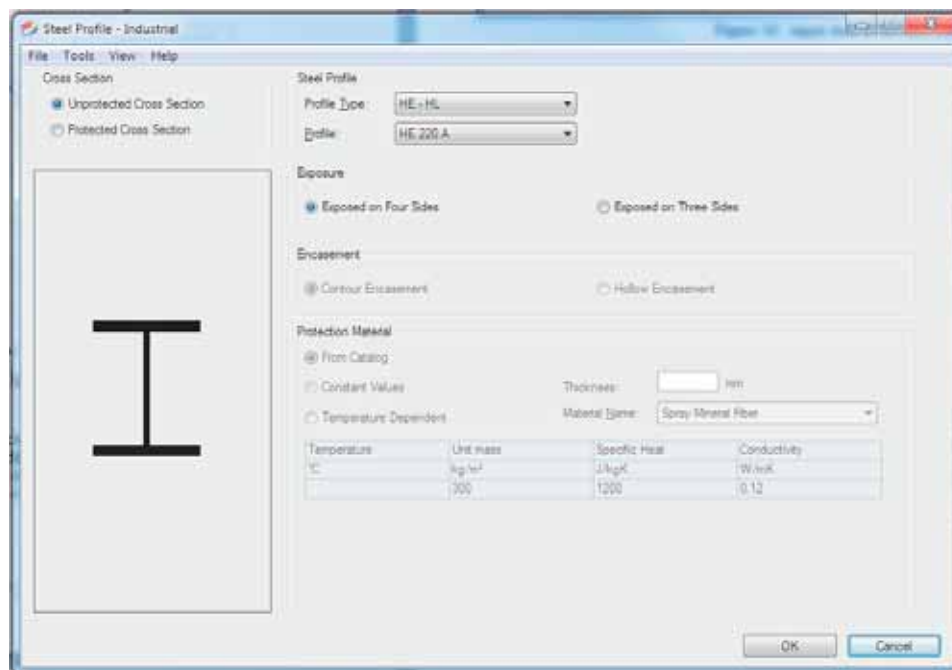 Steel Profile - Industrial
File Tools View Help
Cross Section
Unprotected Cross Section
Protected Cross Section
Steel Profile
Profile Type:
HE - HL
Profile:
HE 220 A
Exposure
Exposed on Four Sides
Exposed on Three Sides
Encasement
Contour Encasement
Hollow Encasement
Protection Material
From Catalog
Constant Values
Thickness:
mm
Temperature Dependent
Material Name:
Spray Mineral Fiber
Temperature Unit mass Specific Heat Conductivity
°C kg/m³ J/kgK W/mK
300 1200 0.12
OK Cancel